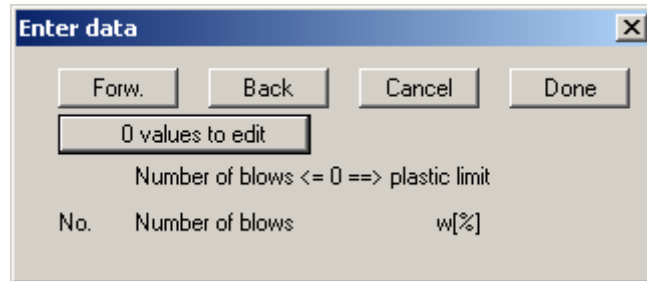 Enter data
Forw. Back Cancel Done
0 values to edit
Number of blows <= 0 ==> plastic limit
No. Number of blows w[%]